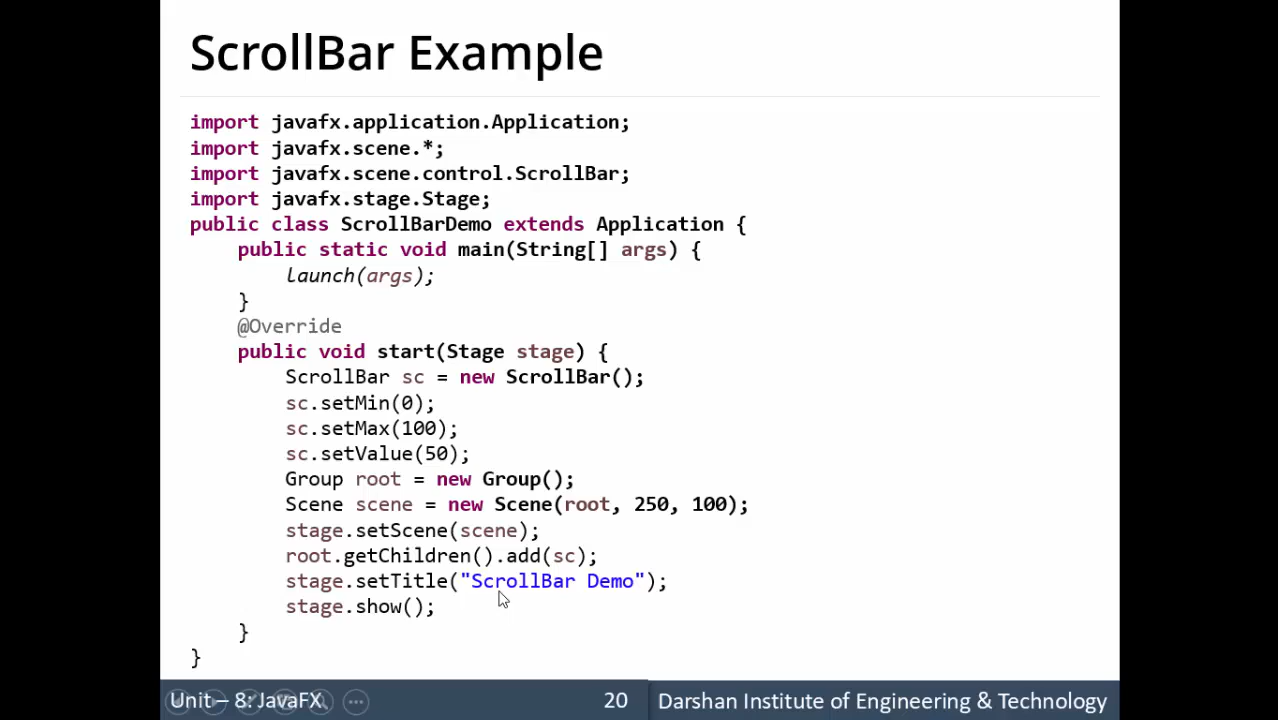 ScrollBar Example
import javafx.application.Application;
import javafx.scene.*;
import javafx.scene.control.ScrollBar;
import javafx.stage.Stage;
public class ScrollBarDemo extends Application {
    public static void main(String[] args) {
        launch(args);
    }
    @Override
    public void start(Stage stage) {
        ScrollBar sc = new ScrollBar();
        sc.setMin(0);
        sc.setMax(100);
        sc.setValue(50);
        Group root = new Group();
        Scene scene = new Scene(root, 250, 100);
        stage.setScene(scene);
        root.getChildren().add(sc);
        stage.setTitle("ScrollBar Demo");
        stage.show();
    }
}
Unit – 8: JavaFX 20 Darshan Institute of Engineering & Technology